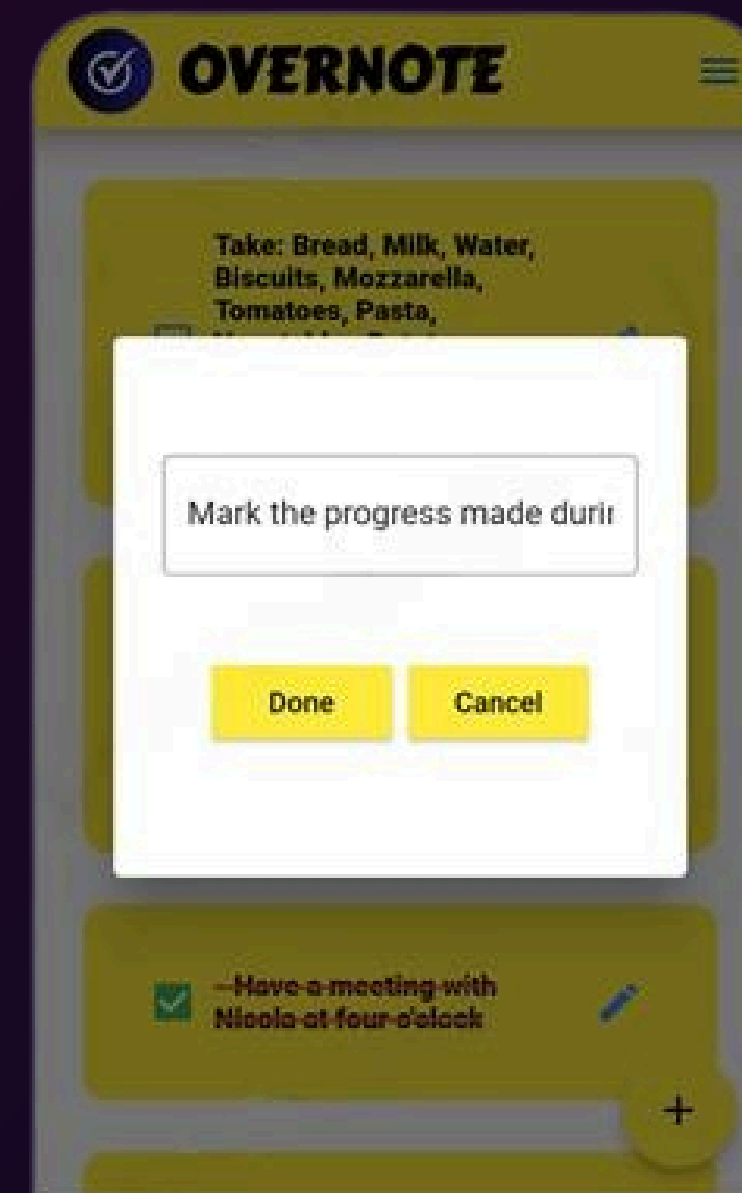 OVERNOTE
Take: Bread, Milk, Water,
Biscuits, Mozzarella,
Tomatoes, Pasta,
Mark the progress made durin
Done
Cancel
-Have a meeting with
Nicola at four o'clock
+